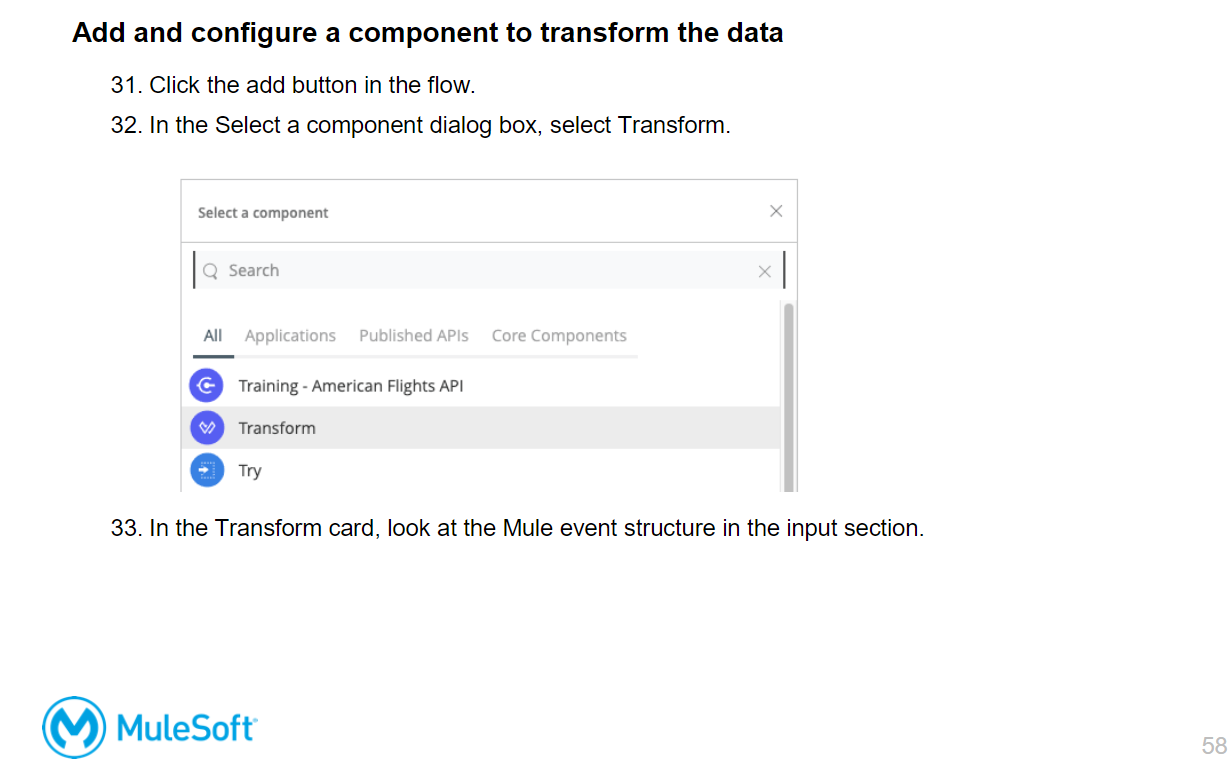 Add and configure a component to transform the data
31. Click the add button in the flow.
32. In the Select a component dialog box, select Transform.
Select a component
Search
All Applications Published APIs Core Components
Training - American Flights API
Transform
Try
33. In the Transform card, look at the Mule event structure in the input section.
MuleSoft
58